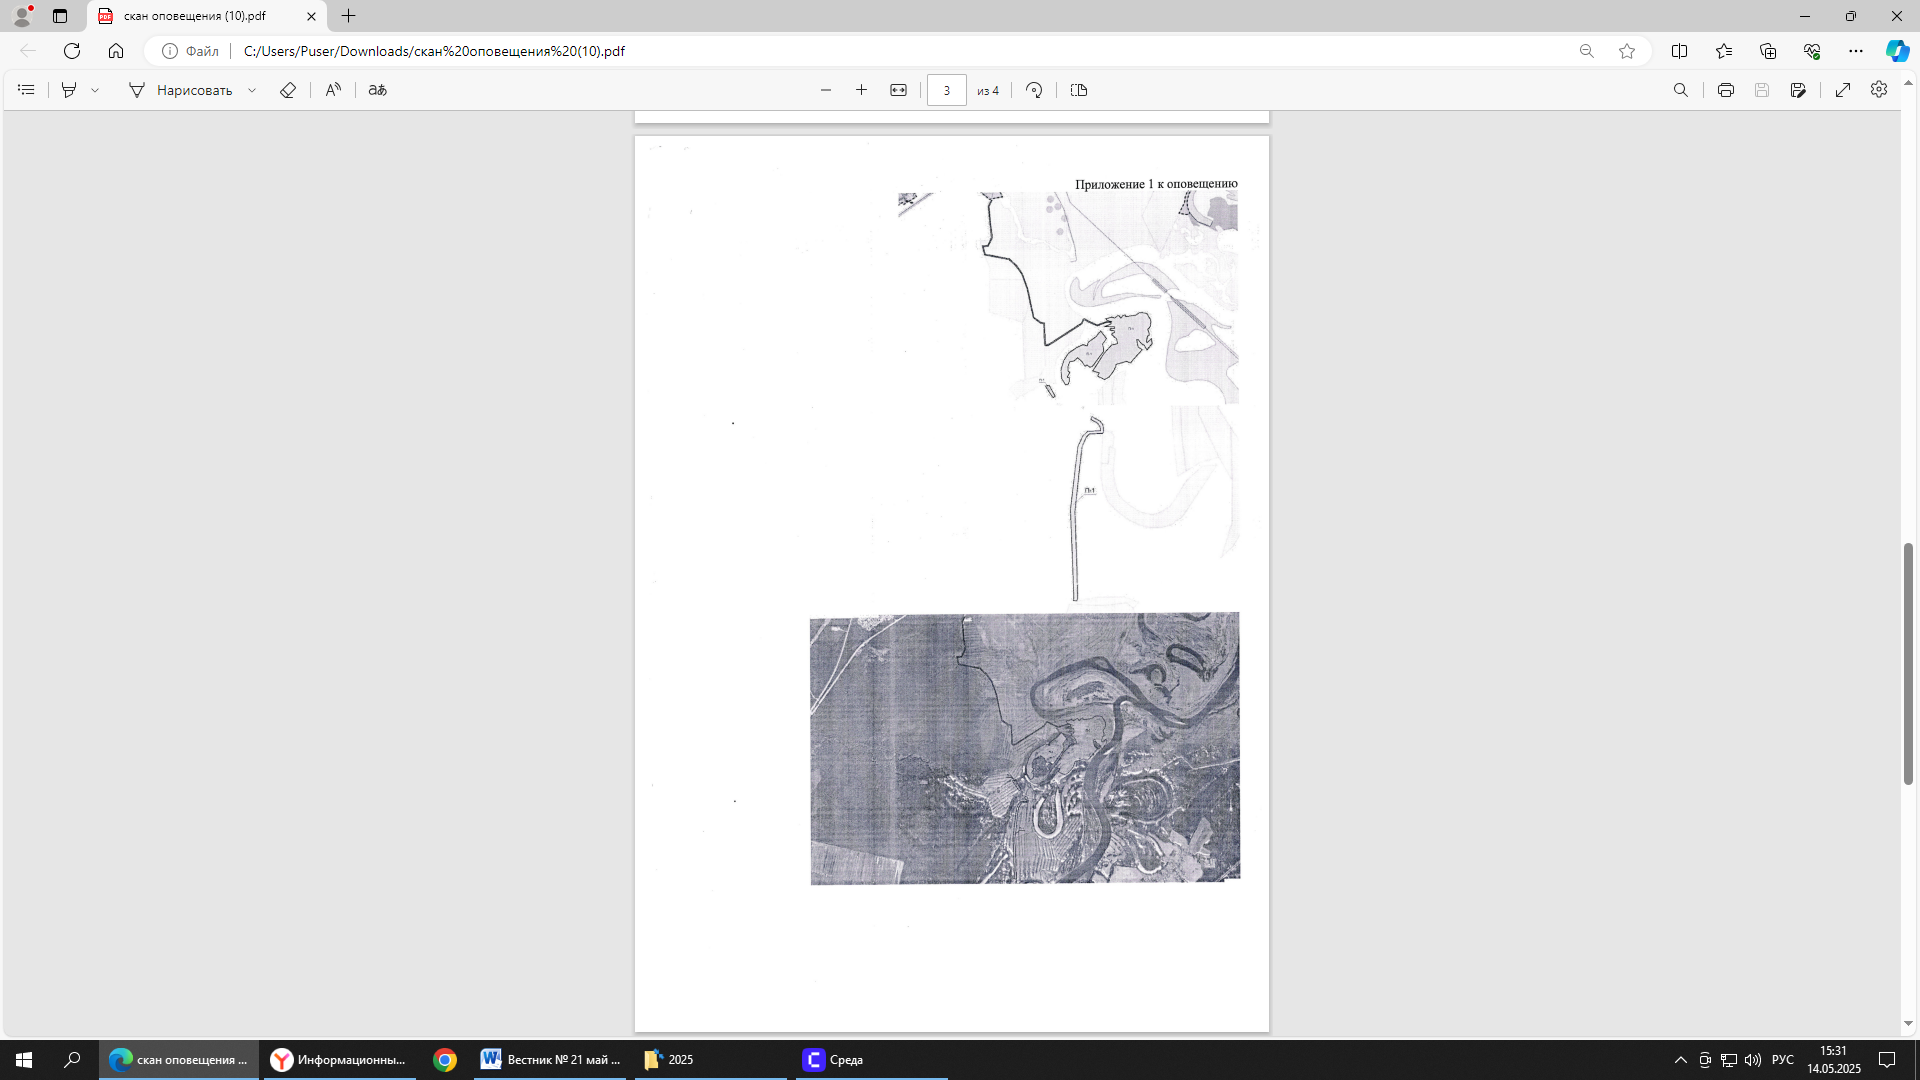 скан оповещения (10).pdf
Файл
C:/Users/Puser/Downloads/скан%20оповещения%20(10).pdf
Нарисовать
3
из 4
Приложение 1 к оповещению
П-1
скан оповещения ...
Информационны...
Вестник № 21 май ...
2025
Среда
РУС
15:31
14.05.2025